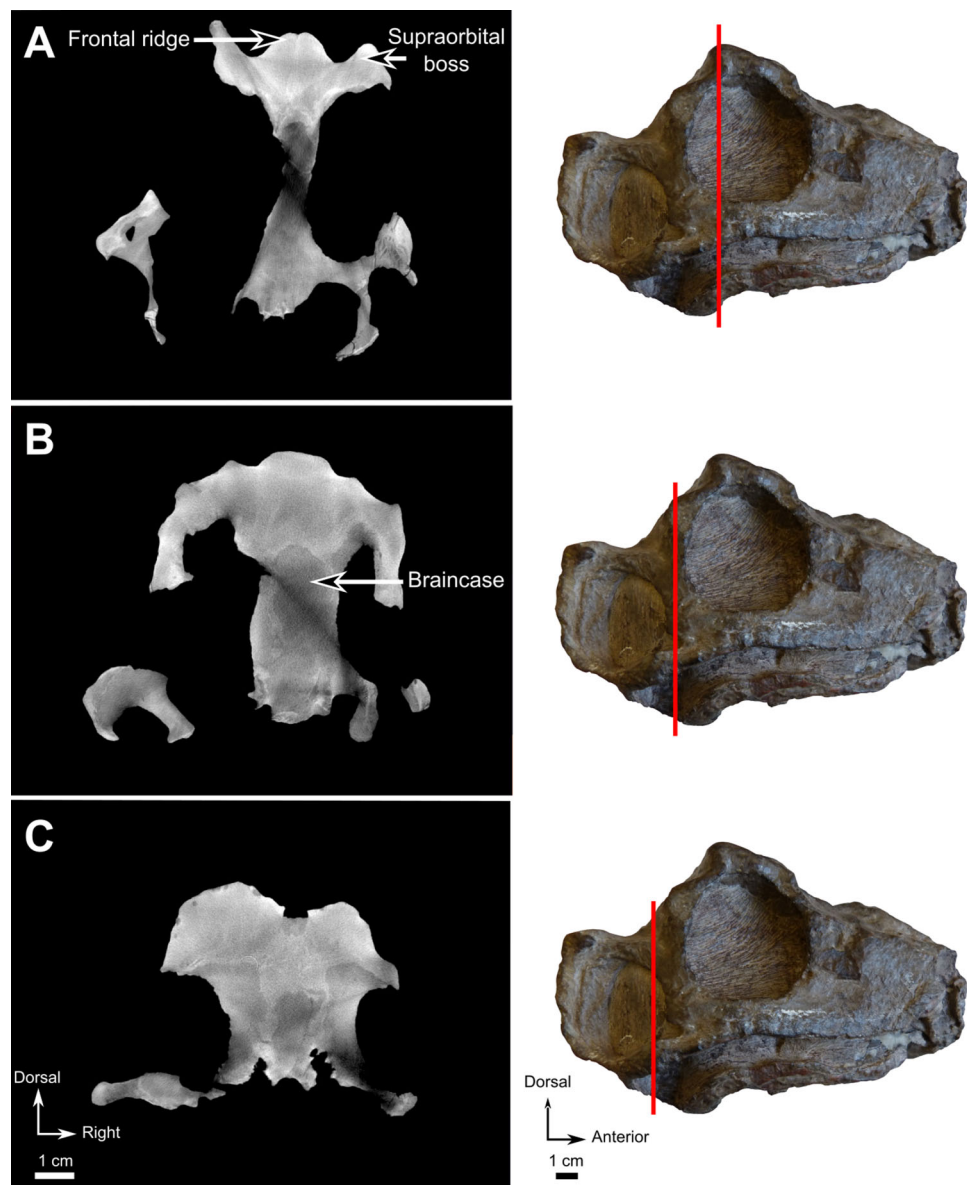 A
Frontal ridge
Supraorbital
boss
B
Braincase
C
Dorsal
Right
1 cm
Dorsal
Anterior
1 cm